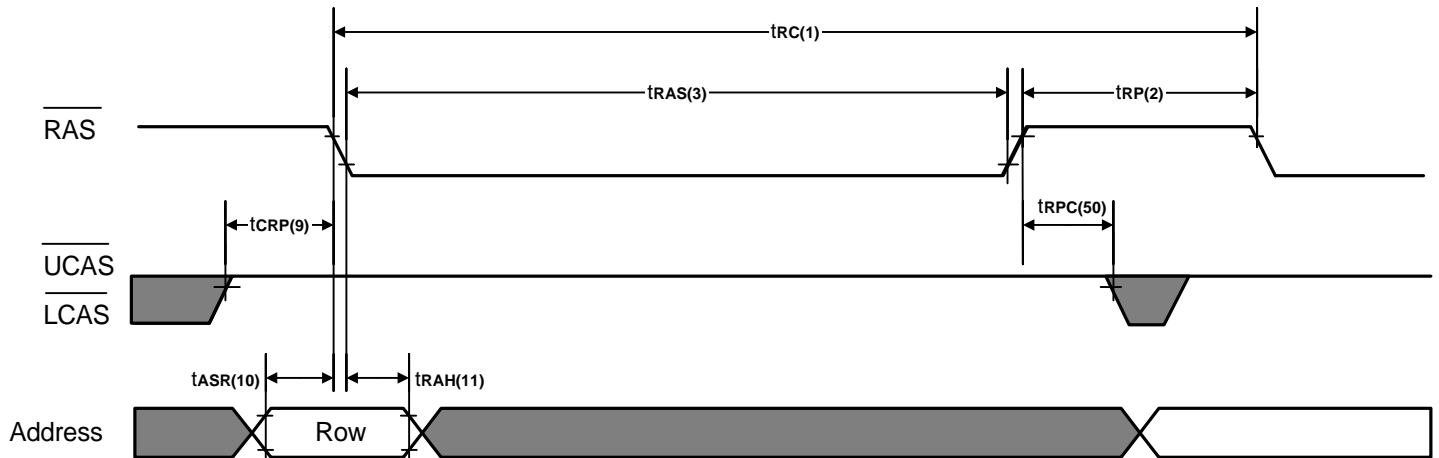 tRC(1)
tRAS(3)
tRP(2)
RAS
tCRP(9)
tRPC(50)
UCAS
LCAS
tASR(10)
tRAH(11)
Address
Row